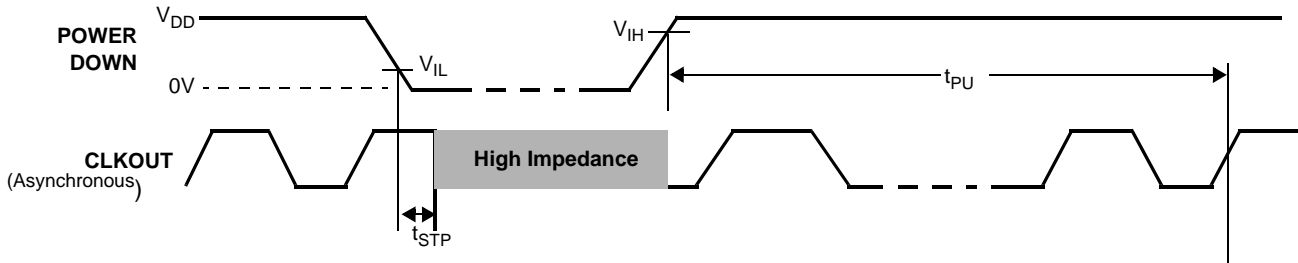 V_DD
POWER
DOWN
V_IL
0V
V_IH
t_PU
CLKOUT
(Asynchronous)
High Impedance
t_STP